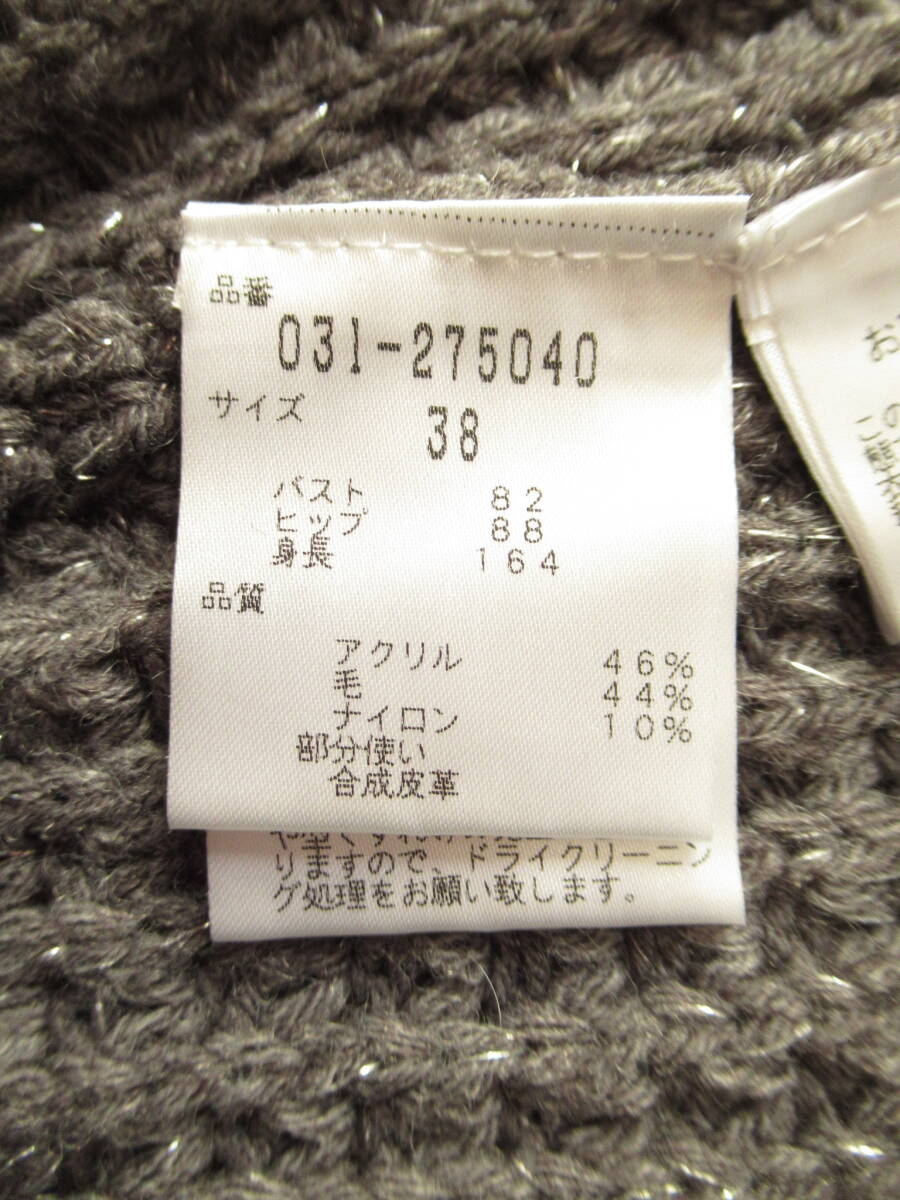 品番
031-275040
サイズ
38
バスト 82
ヒップ 88
身長 164
品質
アクリル 46%
毛 44%
ナイロン 10%
部分使い
合成皮革
りますので、ドライクリーニン
グ処理をお願い致します。